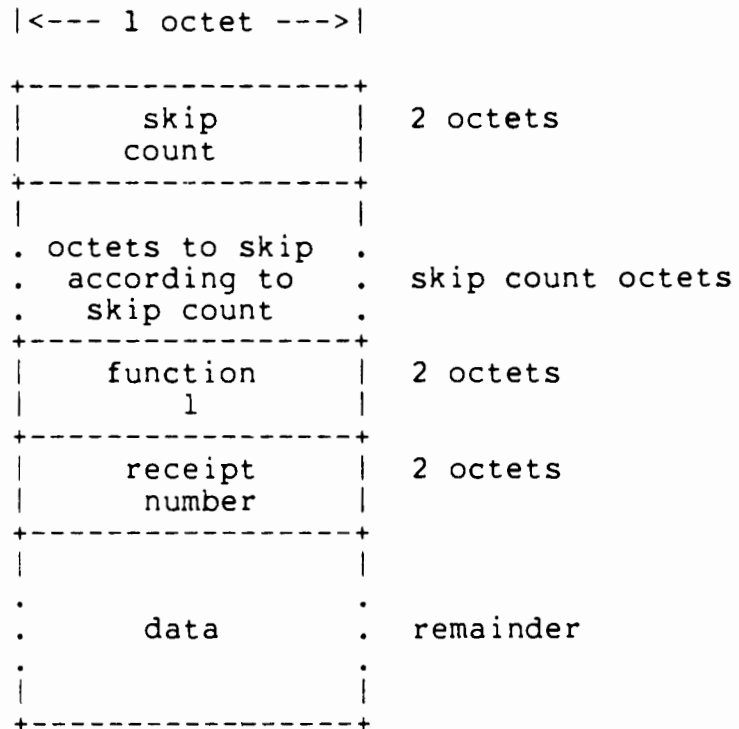 |<--- 1 octet --->|
+-----------------+
| skip | 2 octets
| count |
+-----------------+
| |
. octets to skip .
. according to . skip count octets
. skip count .
+-----------------+
| function | 2 octets
| 1 |
+-----------------+
| receipt | 2 octets
| number |
+-----------------+
| |
. .
. data . remainder
. .
| |
+-----------------+